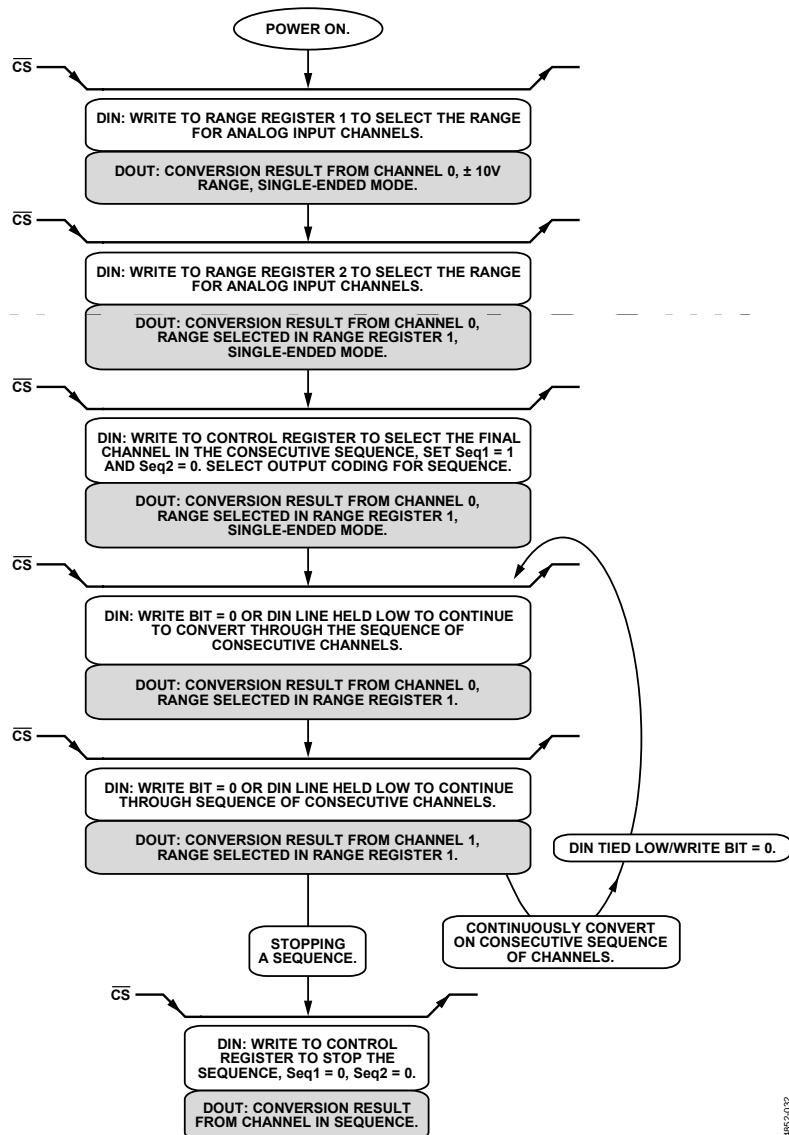 POWER ON.
CS
DIN: WRITE TO RANGE REGISTER 1 TO SELECT THE RANGE
FOR ANALOG INPUT CHANNELS.
DOUT: CONVERSION RESULT FROM CHANNEL 0, ± 10V
RANGE, SINGLE-ENDED MODE.
CS
DIN: WRITE TO RANGE REGISTER 2 TO SELECT THE RANGE
FOR ANALOG INPUT CHANNELS.
DOUT: CONVERSION RESULT FROM CHANNEL 0,
RANGE SELECTED IN RANGE REGISTER 1,
SINGLE-ENDED MODE.
CS
DIN: WRITE TO CONTROL REGISTER TO SELECT THE FINAL
CHANNEL IN THE CONSECUTIVE SEQUENCE, SET Seq1 = 1
AND Seq2 = 0. SELECT OUTPUT CODING FOR SEQUENCE.
DOUT: CONVERSION RESULT FROM CHANNEL 0,
RANGE SELECTED IN RANGE REGISTER 1,
SINGLE-ENDED MODE.
CS
DIN: WRITE BIT = 0 OR DIN LINE HELD LOW TO CONTINUE
TO CONVERT THROUGH THE SEQUENCE OF
CONSECUTIVE CHANNELS.
DOUT: CONVERSION RESULT FROM CHANNEL 0,
RANGE SELECTED IN RANGE REGISTER 1.
CS
DIN: WRITE BIT = 0 OR DIN LINE HELD LOW TO CONTINUE
THROUGH SEQUENCE OF CONSECUTIVE CHANNELS.
DOUT: CONVERSION RESULT FROM CHANNEL 1,
RANGE SELECTED IN RANGE REGISTER 1.
DIN TIED LOW/WRITE BIT = 0.
CONTINUOUSLY CONVERT
ON CONSECUTIVE SEQUENCE
OF CHANNELS.
STOPPING
A SEQUENCE.
CS
DIN: WRITE TO CONTROL
REGISTER TO STOP THE
SEQUENCE, Seq1 = 0, Seq2 = 0.
DOUT: CONVERSION RESULT
FROM CHANNEL IN SEQUENCE.